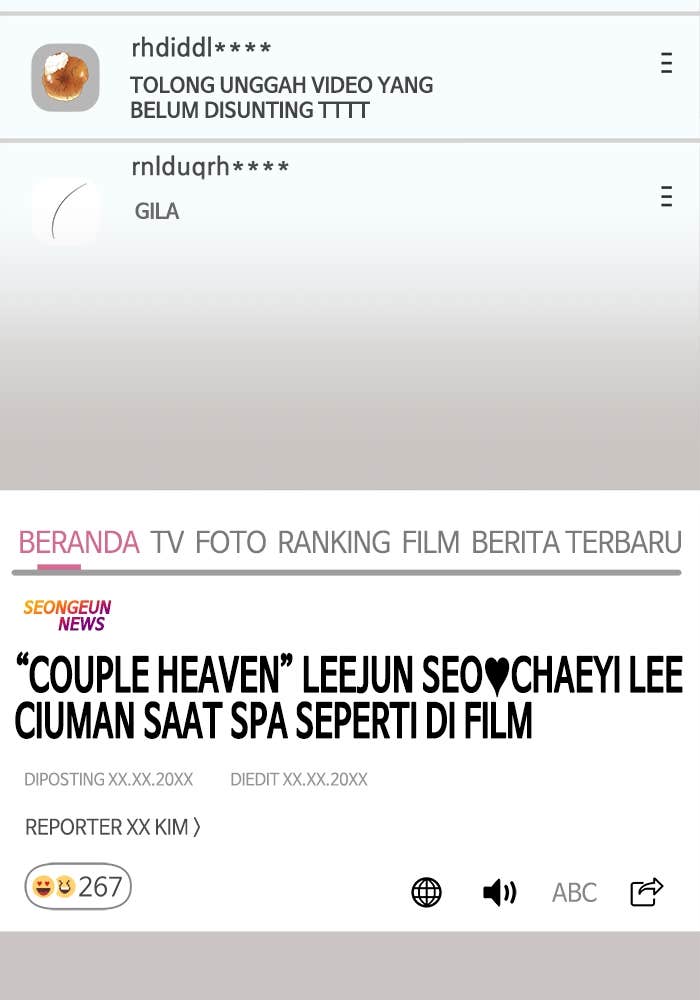 rhdiddl****
TOLONG UNGGAH VIDEO YANG
BELUM DISUNTING TTTT
rnlduqrh****
GILA
BERANDA TV FOTO RANKING FILM BERITA TERBARU
SEONGEUN
NEWS
“COUPLE HEAVEN” LEEJUN SEO♥CHAEYI LEE
CIUMAN SAAT SPA SEPERTI DI FILM
DIPOSTING XX.XX.20XX DIEDIT XX.XX.20XX
REPORTER XX KIM 〉
267 ABC